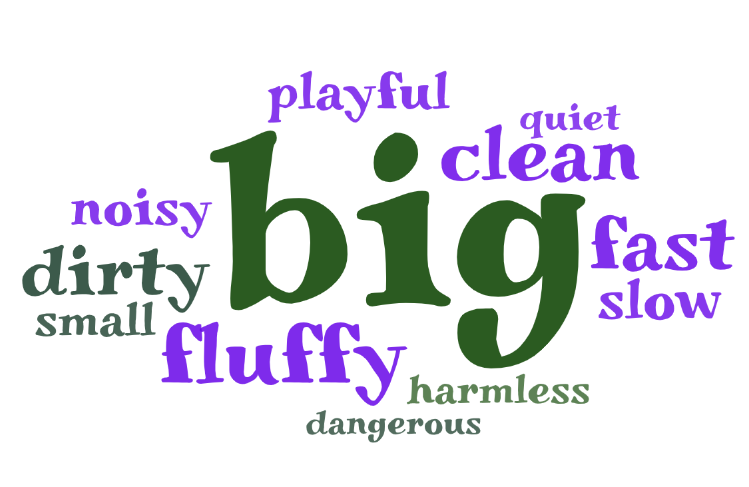 playful
quiet
clean
big
noisy
fast
dirty
slow
small
fluffy
harmless
dangerous